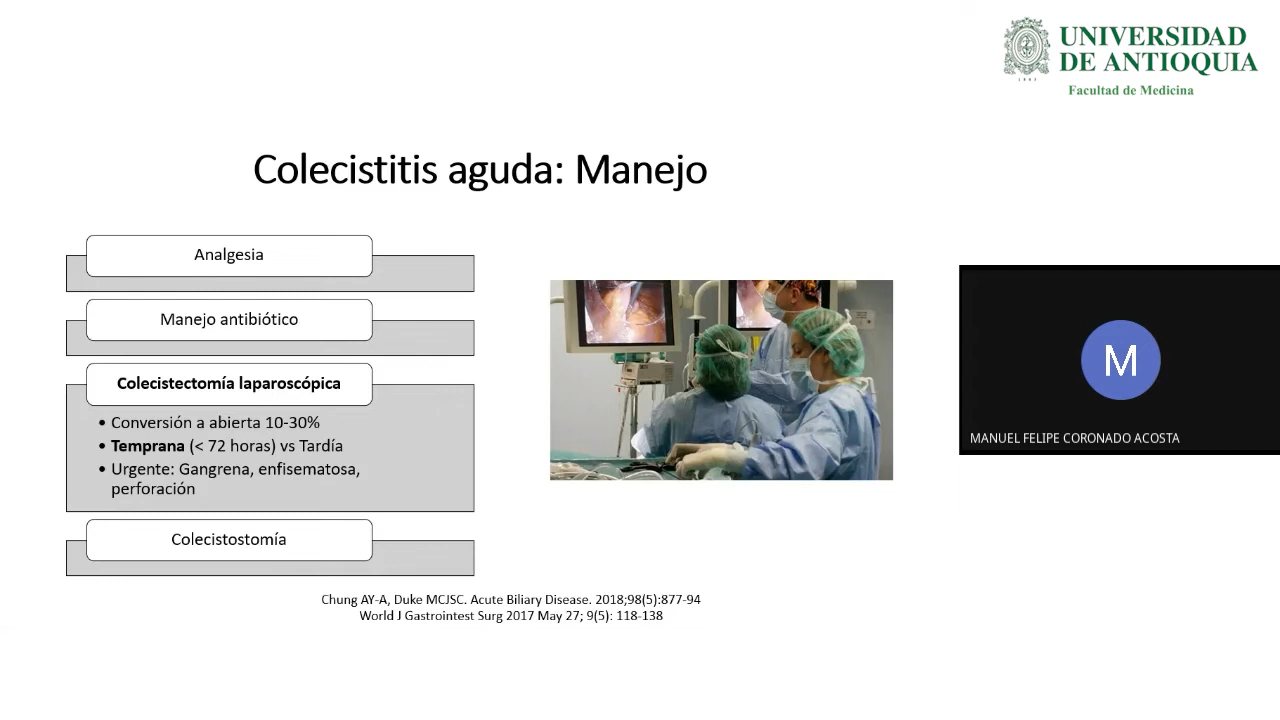 UNIVERSIDAD
DE ANTIOQUIA
Facultad de Medicina
Colecistitis aguda: Manejo
Analgesia
Manejo antibiótico
Colecistectomía laparoscópica
• Conversión a abierta 10-30%
• Temprana (< 72 horas) vs Tardía
• Urgente: Gangrena, enfisematosa,
perforación
Colecistostomía
M
MANUEL FELIPE CORONADO ACOSTA
Chung AY-A, Duke MCJSC. Acute Biliary Disease. 2018;98(5):877-94
World J Gastrointest Surg 2017 May 27; 9(5): 118-138